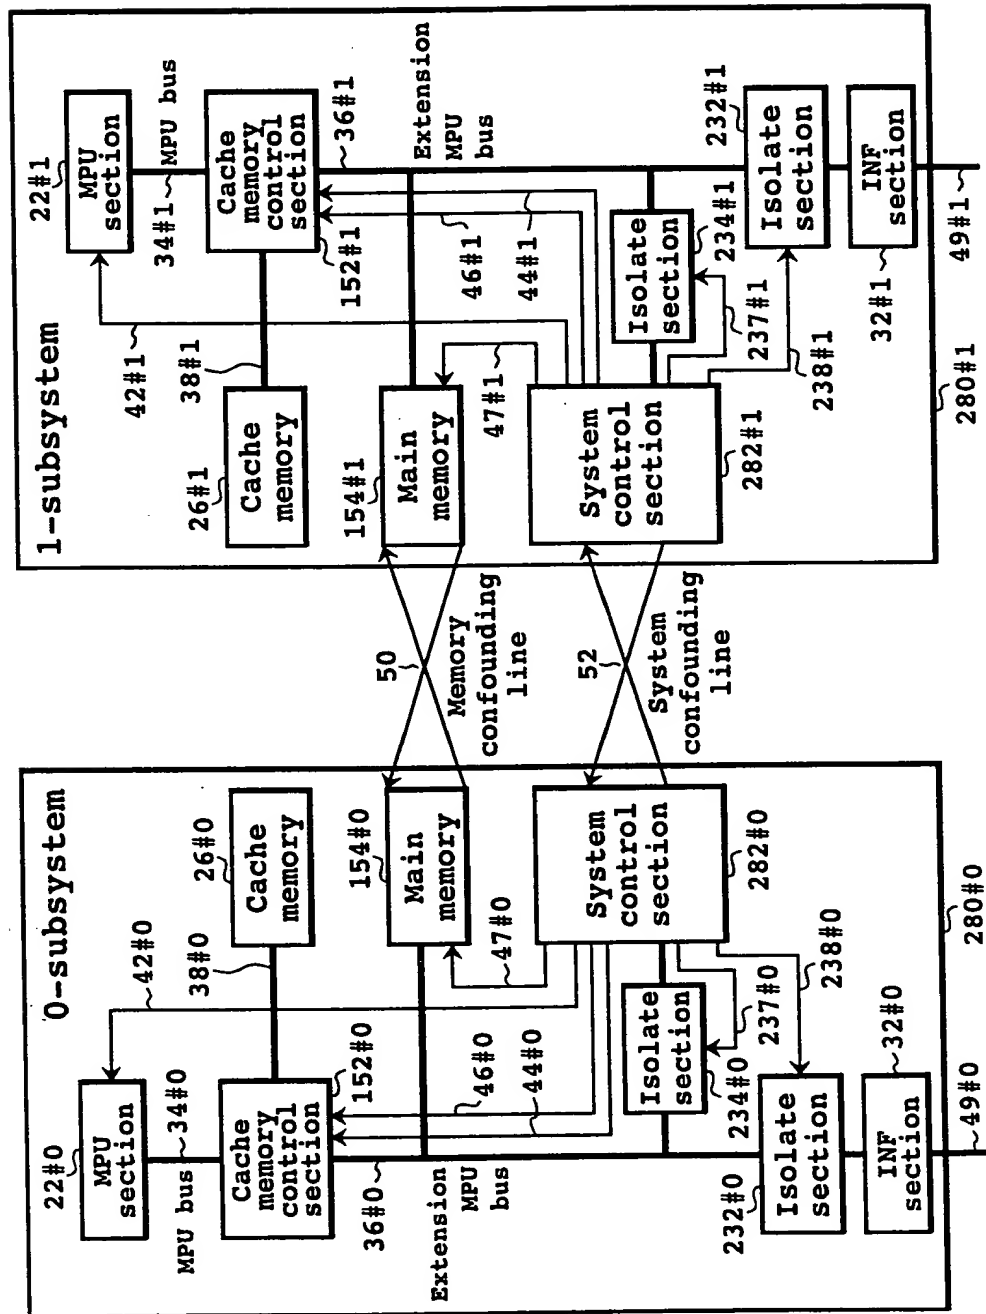 0-subsystem
22#0
MPU
section
MPU bus
34#0
42#0
38#0
26#0
Cache
memory
Cache
memory
control
section
152#0
36#0
46#0
44#0
154#0
Main
memory
47#0
Extension
MPU
bus
Isolate
section
234#0
237#0
System
control
section
282#0
238#0
232#0
Isolate
section
INF
section
32#0
49#0
280#0
50
Memory
confounding
line
52
System
confounding
line
1-subsystem
22#1
MPU
section
MPU bus
34#1
42#1
38#1
26#1
Cache
memory
Cache
memory
control
section
152#1
36#1
46#1
44#1
154#1
Main
memory
47#1
Extension
MPU
bus
Isolate
section
234#1
237#1
System
control
section
282#1
238#1
232#1
Isolate
section
INF
section
32#1
49#1
280#1